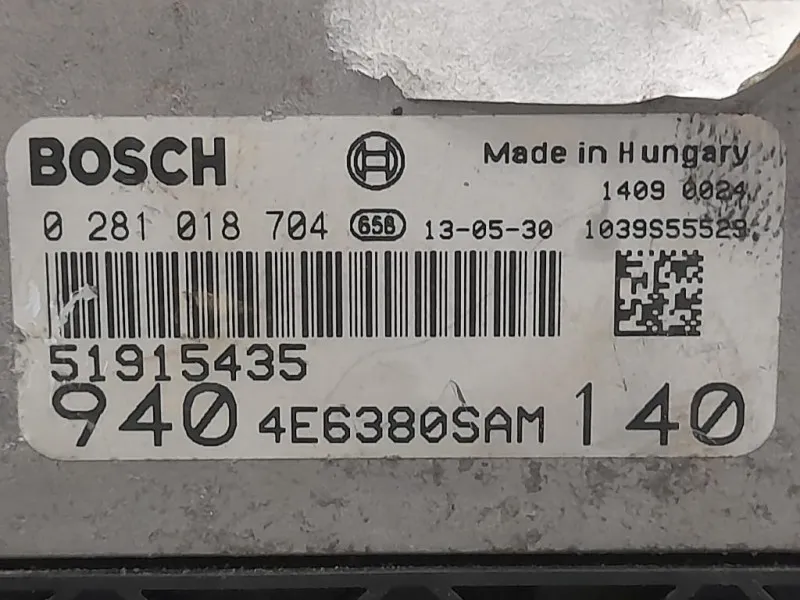 BOSCH Made in Hungary
1409 0024
0 281 018 704 658 13-05-30 1039S55529
51915435
940 4E6380SAM 140